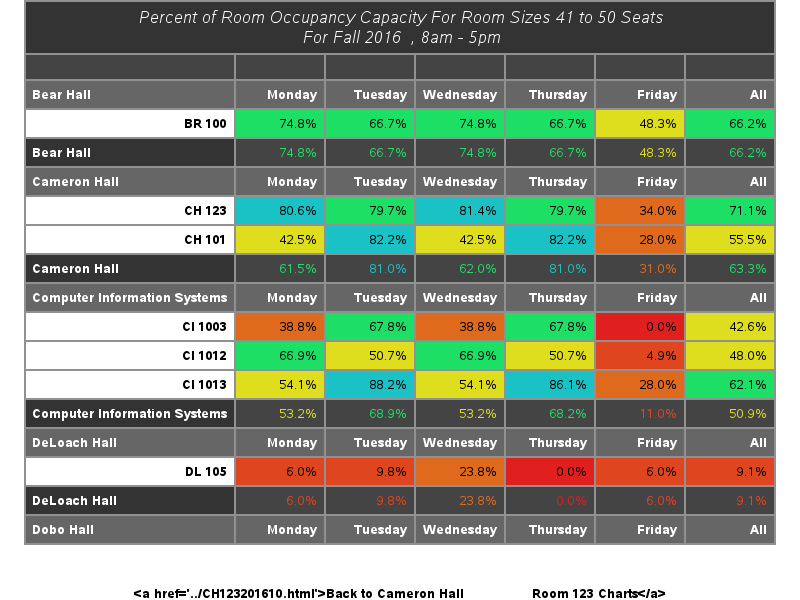 Percent of Room Occupancy Capacity For Room Sizes 41 to 50 Seats
For Fall 2016 , 8am - 5pm
Bear Hall Monday Tuesday Wednesday Thursday Friday All
BR 100 74.8% 66.7% 74.8% 66.7% 48.3% 66.2%
Bear Hall 74.8% 66.7% 74.8% 66.7% 48.3% 66.2%
Cameron Hall Monday Tuesday Wednesday Thursday Friday All
CH 123 80.6% 79.7% 81.4% 79.7% 34.0% 71.1%
CH 101 42.5% 82.2% 42.5% 82.2% 28.0% 55.5%
Cameron Hall 61.5% 81.0% 62.0% 81.0% 31.0% 63.3%
Computer Information Systems Monday Tuesday Wednesday Thursday Friday All
CI 1003 38.8% 67.8% 38.8% 67.8% 0.0% 42.6%
CI 1012 66.9% 50.7% 66.9% 50.7% 4.9% 48.0%
CI 1013 54.1% 88.2% 54.1% 86.1% 28.0% 62.1%
Computer Information Systems 53.2% 68.9% 53.2% 68.2% 11.0% 50.9%
DeLoach Hall Monday Tuesday Wednesday Thursday Friday All
DL 105 6.0% 9.8% 23.8% 0.0% 6.0% 9.1%
DeLoach Hall 6.0% 9.8% 23.8% 0.0% 6.0% 9.1%
Dobo Hall Monday Tuesday Wednesday Thursday Friday All
<a href='../CH123201610.html'>Back to Cameron Hall Room 123 Charts</a>